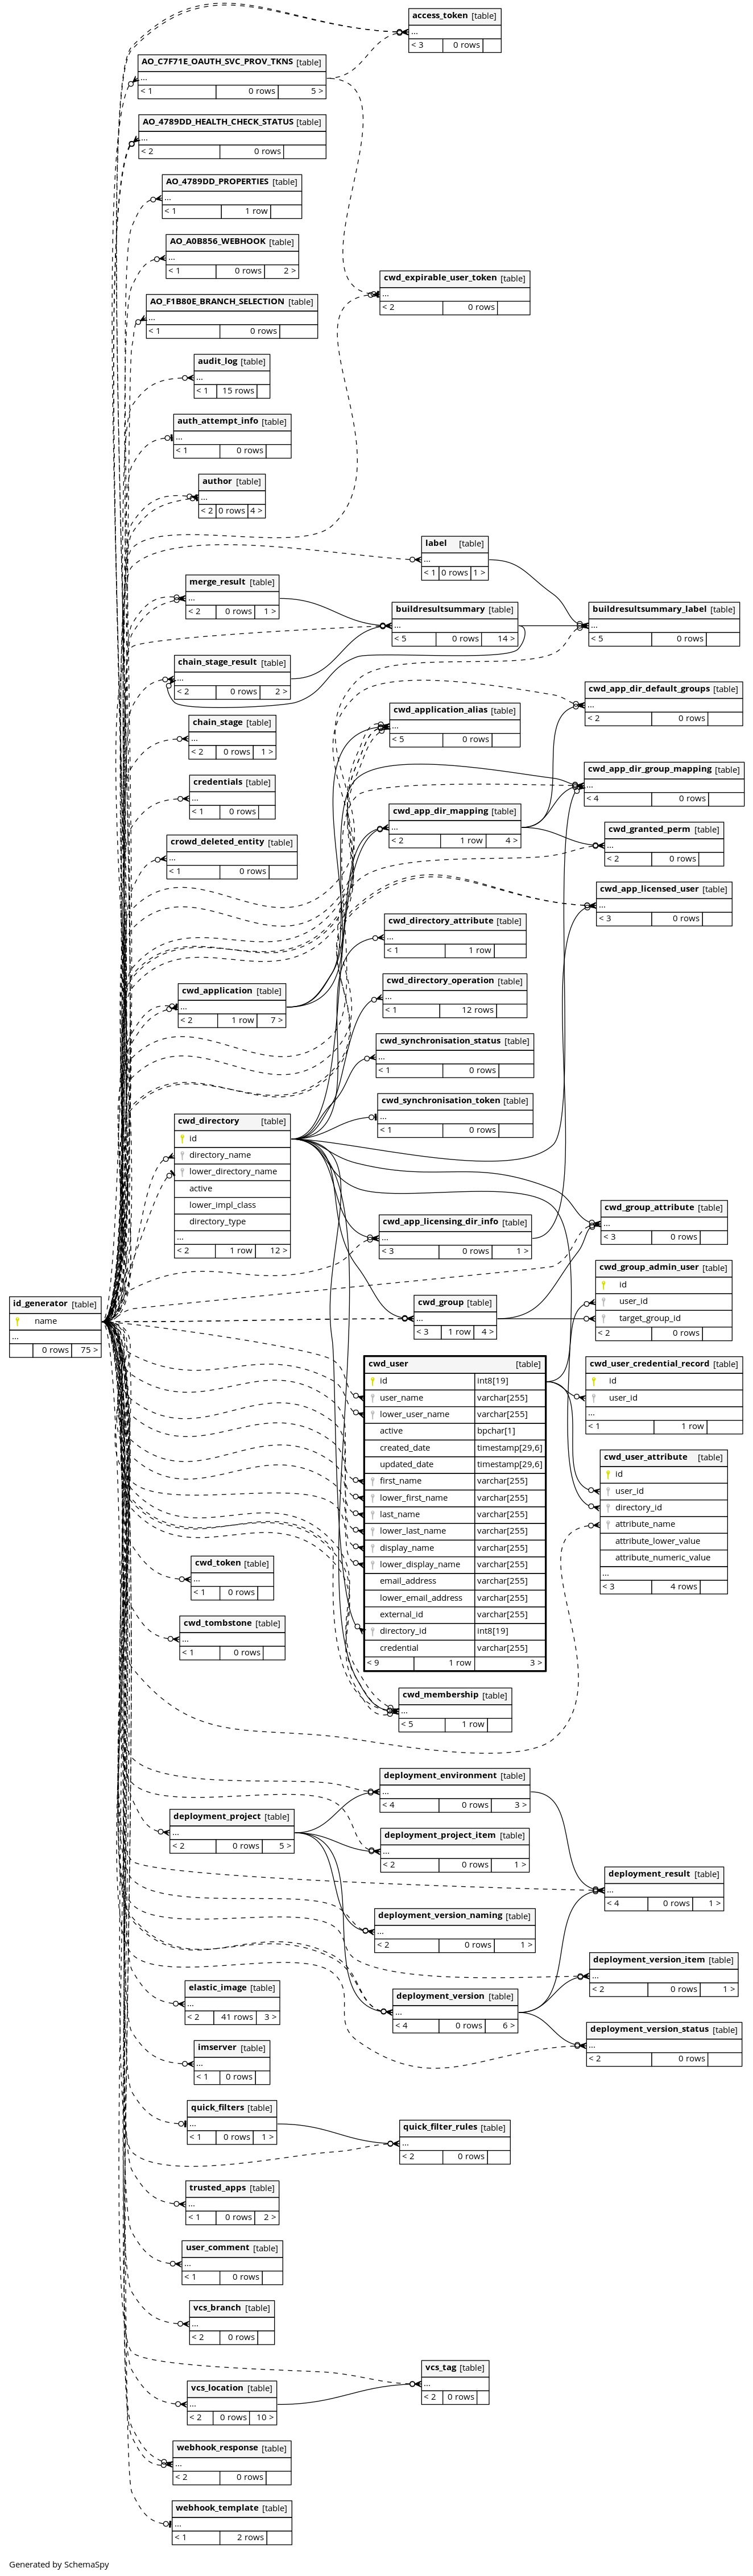 access_token [table]
...
< 3 0 rows
AO_C7F71E_OAUTH_SVC_PROV_TKNS [table]
...
< 1 0 rows 5 >
AO_4789DD_HEALTH_CHECK_STATUS [table]
...
< 2 0 rows
AO_4789DD_PROPERTIES [table]
...
< 1 1 row
AO_A0B856_WEBHOOK [table]
...
< 1 0 rows 2 >
cwd_expirable_user_token [table]
...
< 2 0 rows
AO_F1B80E_BRANCH_SELECTION [table]
...
< 1 0 rows
audit_log [table]
...
< 1 15 rows
auth_attempt_info [table]
...
< 1 0 rows
author [table]
...
< 2 0 rows 4 >
label [table]
...
< 1 0 rows 1 >
merge_result [table]
...
< 2 0 rows 1 >
buildresultsummary [table]
...
< 5 0 rows 14 >
buildresultsummary_label [table]
...
< 5 0 rows
chain_stage_result [table]
...
< 2 0 rows 2 >
cwd_app_dir_default_groups [table]
...
< 2 0 rows
cwd_application_alias [table]
...
< 5 0 rows
chain_stage [table]
...
< 2 0 rows 1 >
cwd_app_dir_group_mapping [table]
...
< 4 0 rows
credentials [table]
...
< 1 0 rows
cwd_app_dir_mapping [table]
...
< 2 1 row 4 >
cwd_granted_perm [table]
...
< 2 0 rows
crowd_deleted_entity [table]
...
< 1 0 rows
cwd_app_licensed_user [table]
...
< 3 0 rows
cwd_directory_attribute [table]
...
< 1 1 row
cwd_directory_operation [table]
...
< 1 12 rows
cwd_application [table]
...
< 2 1 row 7 >
cwd_synchronisation_status [table]
...
< 1 0 rows
cwd_synchronisation_token [table]
...
< 1 0 rows
cwd_directory [table]
id
directory_name
lower_directory_name
active
lower_impl_class
directory_type
...
< 2 1 row 12 >
cwd_app_licensing_dir_info [table]
...
< 3 0 rows 1 >
cwd_group_attribute [table]
...
< 3 0 rows
cwd_group_admin_user [table]
id
user_id
target_group_id
< 2 0 rows
id_generator [table]
name
...
0 rows 75 >
cwd_group [table]
...
< 3 1 row 4 >
cwd_user [table]
id int8[19]
user_name varchar[255]
lower_user_name varchar[255]
active bpchar[1]
created_date timestamp[29,6]
updated_date timestamp[29,6]
first_name varchar[255]
lower_first_name varchar[255]
last_name varchar[255]
lower_last_name varchar[255]
display_name varchar[255]
lower_display_name varchar[255]
email_address varchar[255]
lower_email_address varchar[255]
external_id varchar[255]
directory_id int8[19]
credential varchar[255]
< 9 1 row 3 >
cwd_user_credential_record [table]
id
user_id
...
< 1 1 row
cwd_user_attribute [table]
id
user_id
directory_id
attribute_name
attribute_lower_value
attribute_numeric_value
...
< 3 4 rows
cwd_token [table]
...
< 1 0 rows
cwd_tombstone [table]
...
< 1 0 rows
cwd_membership [table]
...
< 5 1 row
deployment_environment [table]
...
< 4 0 rows 3 >
deployment_project [table]
...
< 2 0 rows 5 >
deployment_project_item [table]
...
< 2 0 rows 1 >
deployment_result [table]
...
< 4 0 rows 1 >
deployment_version_naming [table]
...
< 2 0 rows 1 >
deployment_version_item [table]
...
< 2 0 rows 1 >
elastic_image [table]
...
< 2 41 rows 3 >
deployment_version [table]
...
< 4 0 rows 6 >
deployment_version_status [table]
...
< 2 0 rows
imserver [table]
...
< 1 0 rows
quick_filters [table]
...
< 1 0 rows 1 >
quick_filter_rules [table]
...
< 2 0 rows
trusted_apps [table]
...
< 1 0 rows 2 >
user_comment [table]
...
< 1 0 rows
vcs_branch [table]
...
< 2 0 rows
vcs_tag [table]
...
< 2 0 rows
vcs_location [table]
...
< 2 0 rows 10 >
webhook_response [table]
...
< 2 0 rows
webhook_template [table]
...
< 1 2 rows
Generated by SchemaSpy